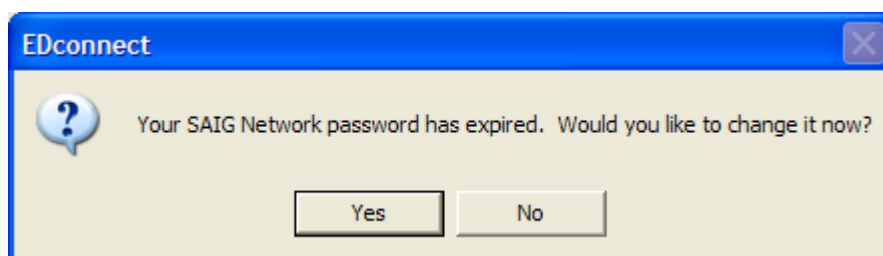 EDconnect
Your SAIG Network password has expired.  Would you like to change it now?
Yes No